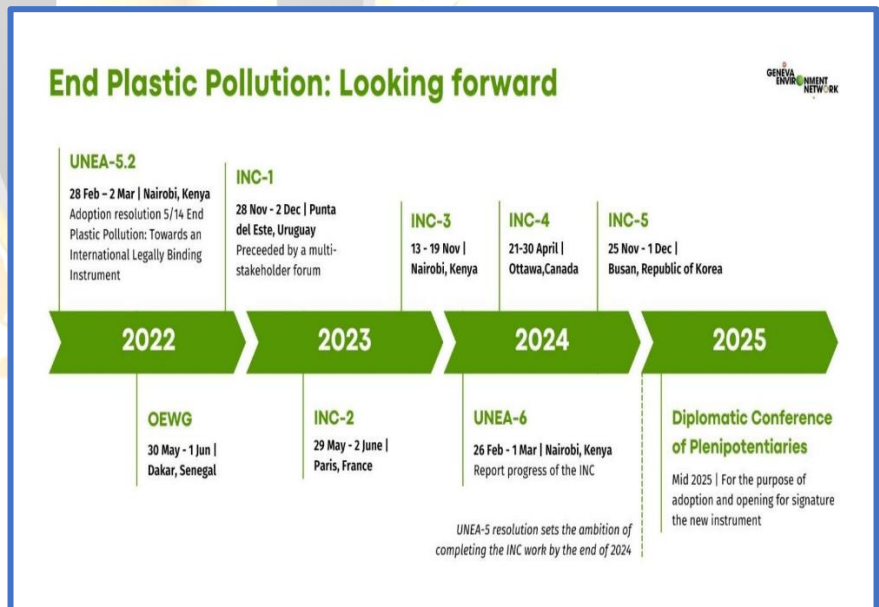 End Plastic Pollution: Looking forward
GENEVA
ENVIRONMENT
NETWORK
UNEA-5.2
28 Feb – 2 Mar | Nairobi, Kenya
Adoption resolution 5/14 End
Plastic Pollution: Towards an
International Legally Binding
Instrument
INC-1
28 Nov - 2 Dec | Punta
del Este, Uruguay
Preceeded by a multi-
stakeholder forum
INC-3
13 - 19 Nov |
Nairobi, Kenya
INC-4
21-30 April |
Ottawa,Canada
INC-5
25 Nov - 1 Dec |
Busan, Republic of Korea
2022
2023
2024
2025
OEWG
30 May - 1 Jun |
Dakar, Senegal
INC-2
29 May - 2 June |
Paris, France
UNEA-6
26 Feb - 1 Mar | Nairobi, Kenya
Report progress of the INC
Diplomatic Conference
of Plenipotentiaries
Mid 2025 | For the purpose of
adoption and opening for signature
the new instrument
UNEA-5 resolution sets the ambition of
completing the INC work by the end of 2024